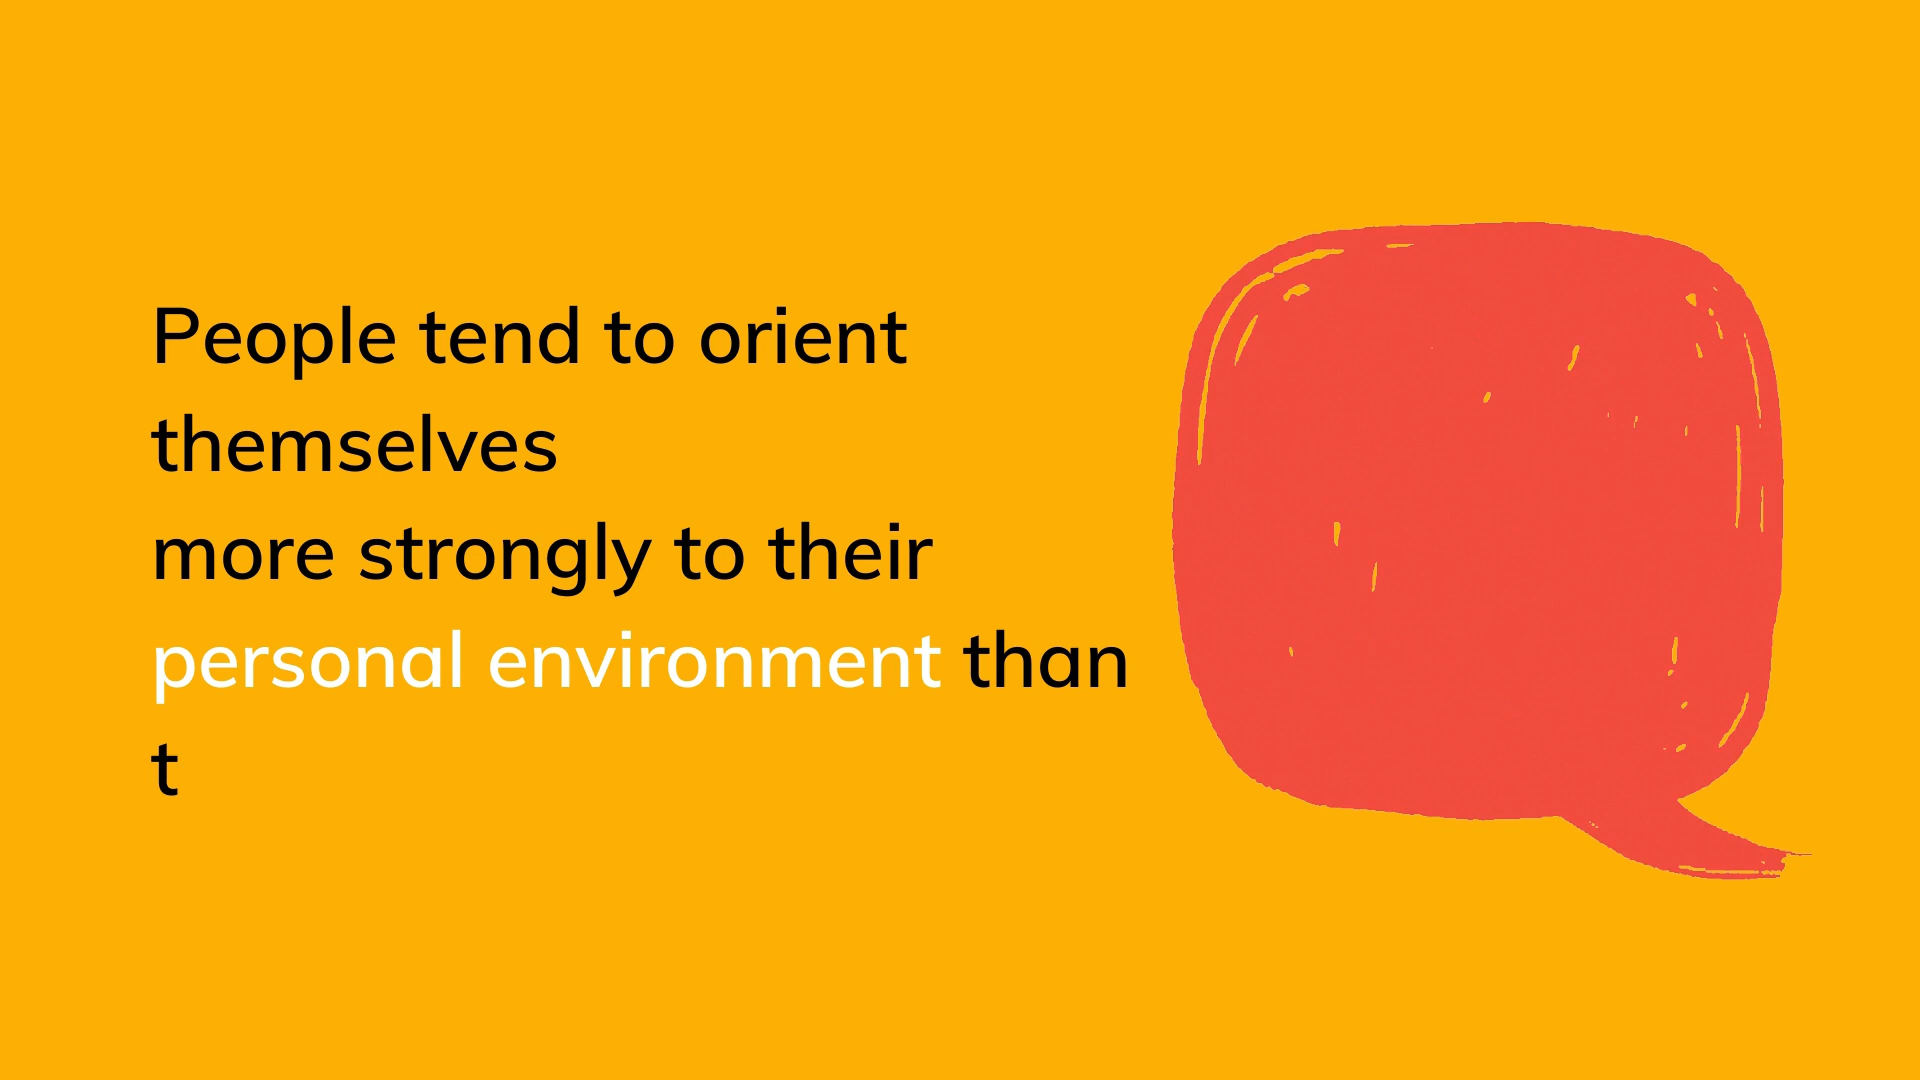 People tend to orient
themselves
more strongly to their
personal environment than
t